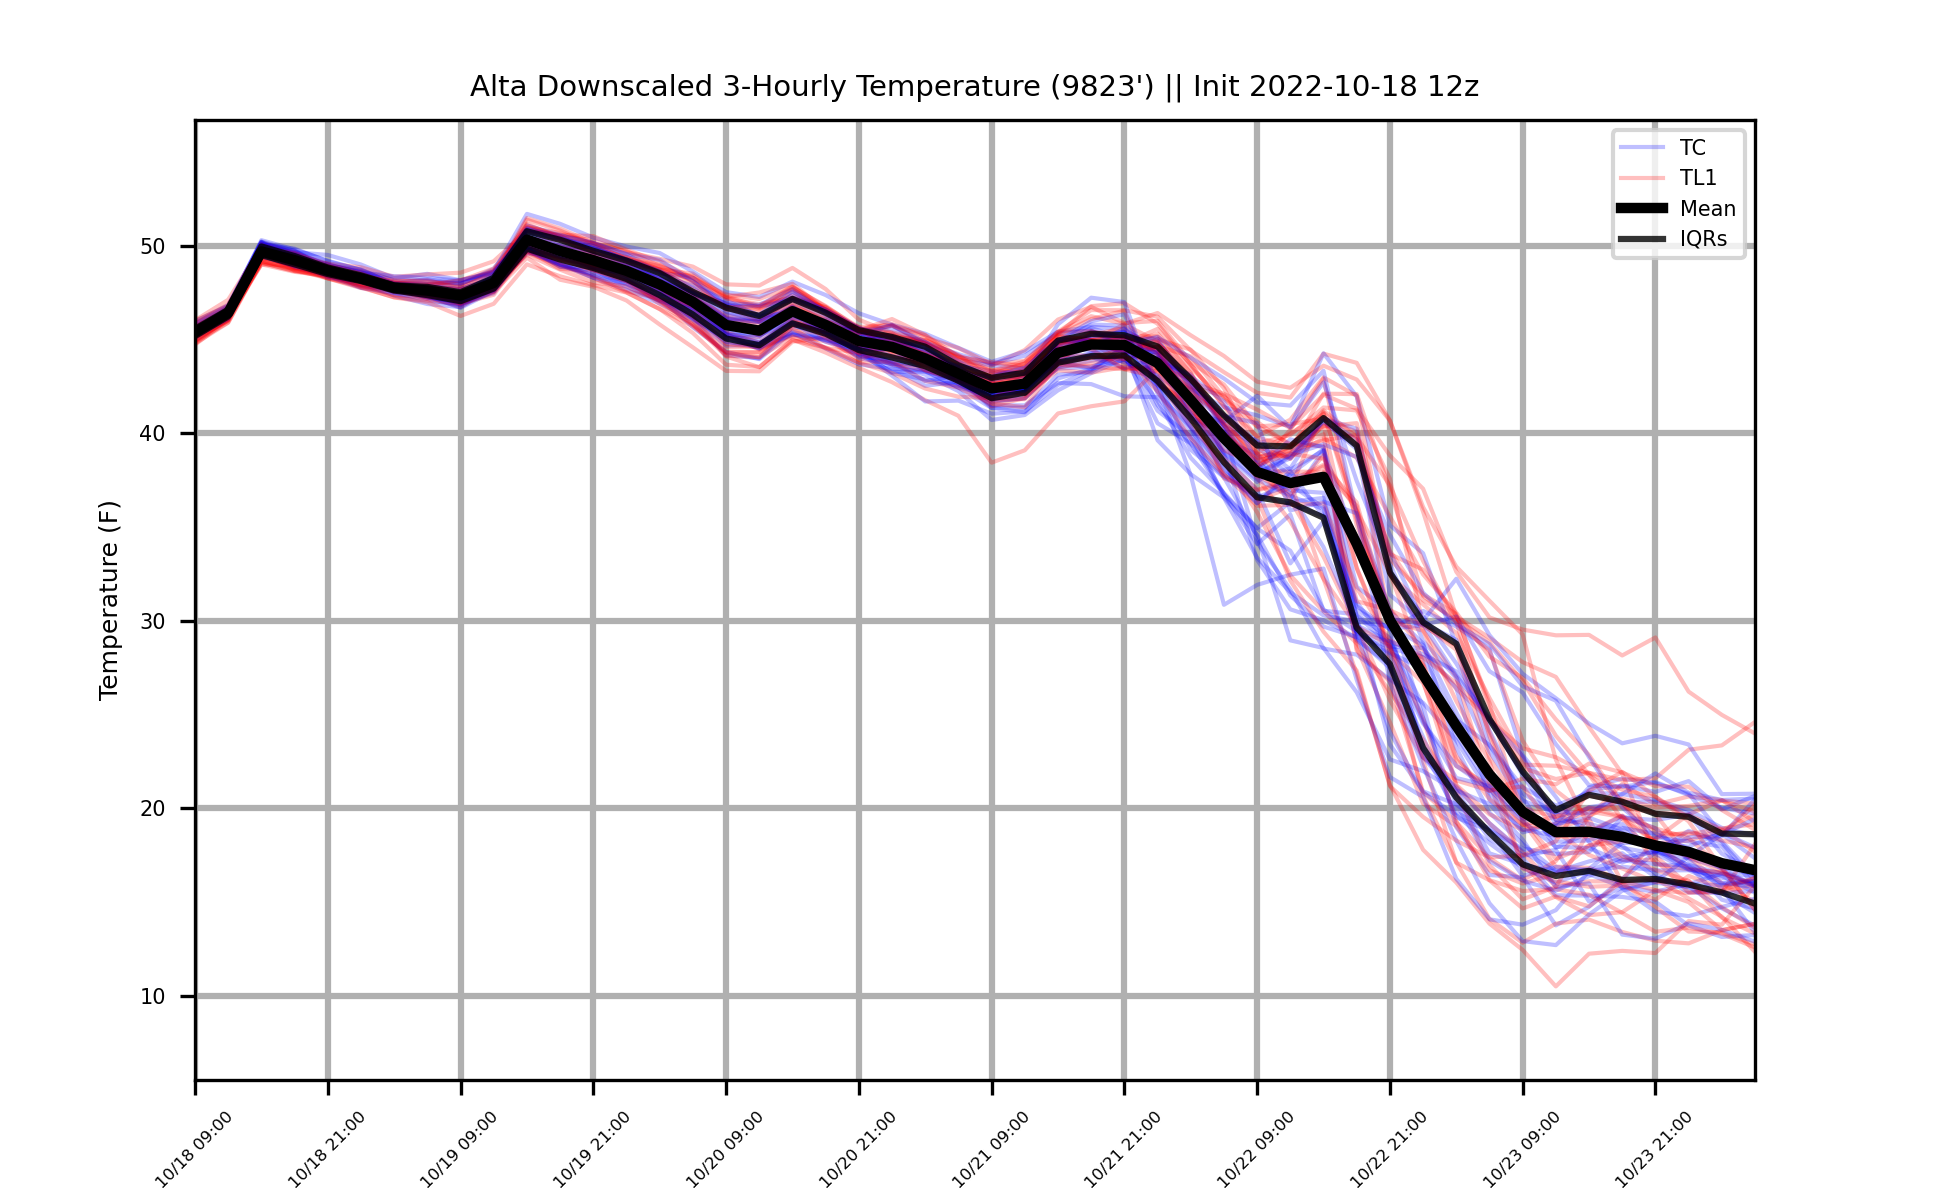 Alta Downscaled 3-Hourly Temperature (9823') || Init 2022-10-18 12z
TC
TL1
Mean
IQRs
Temperature (F)
50
40
30
20
10
10/18 09:00
10/18 21:00
10/19 09:00
10/19 21:00
10/20 09:00
10/20 21:00
10/21 09:00
10/21 21:00
10/22 09:00
10/22 21:00
10/23 09:00
10/23 21:00